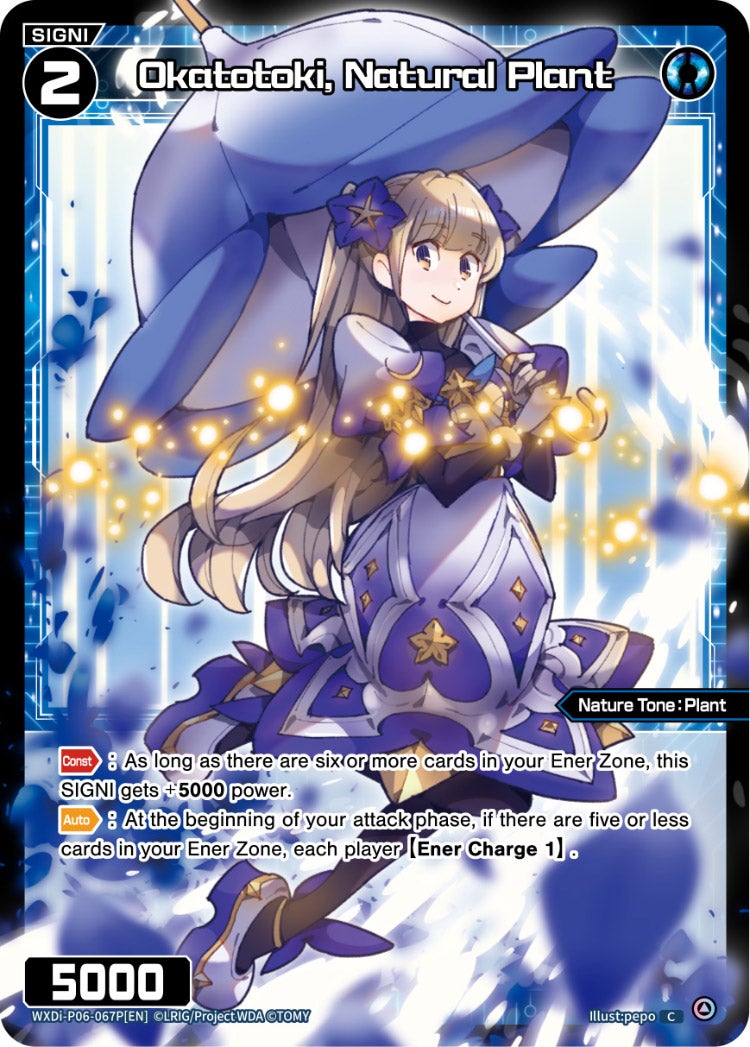 SIGNI
2
Okatotoki, Natural Plant
Nature Tone：Plant
Const : As long as there are six or more cards in your Ener Zone, this
SIGNI gets +5000 power.
Auto : At the beginning of your attack phase, if there are five or less
cards in your Ener Zone, each player 【Ener Charge 1】.
5000
WXDi-P06-067P[EN] ©LRIG/ProjectWDA ©TOMY
Illust:pepo C